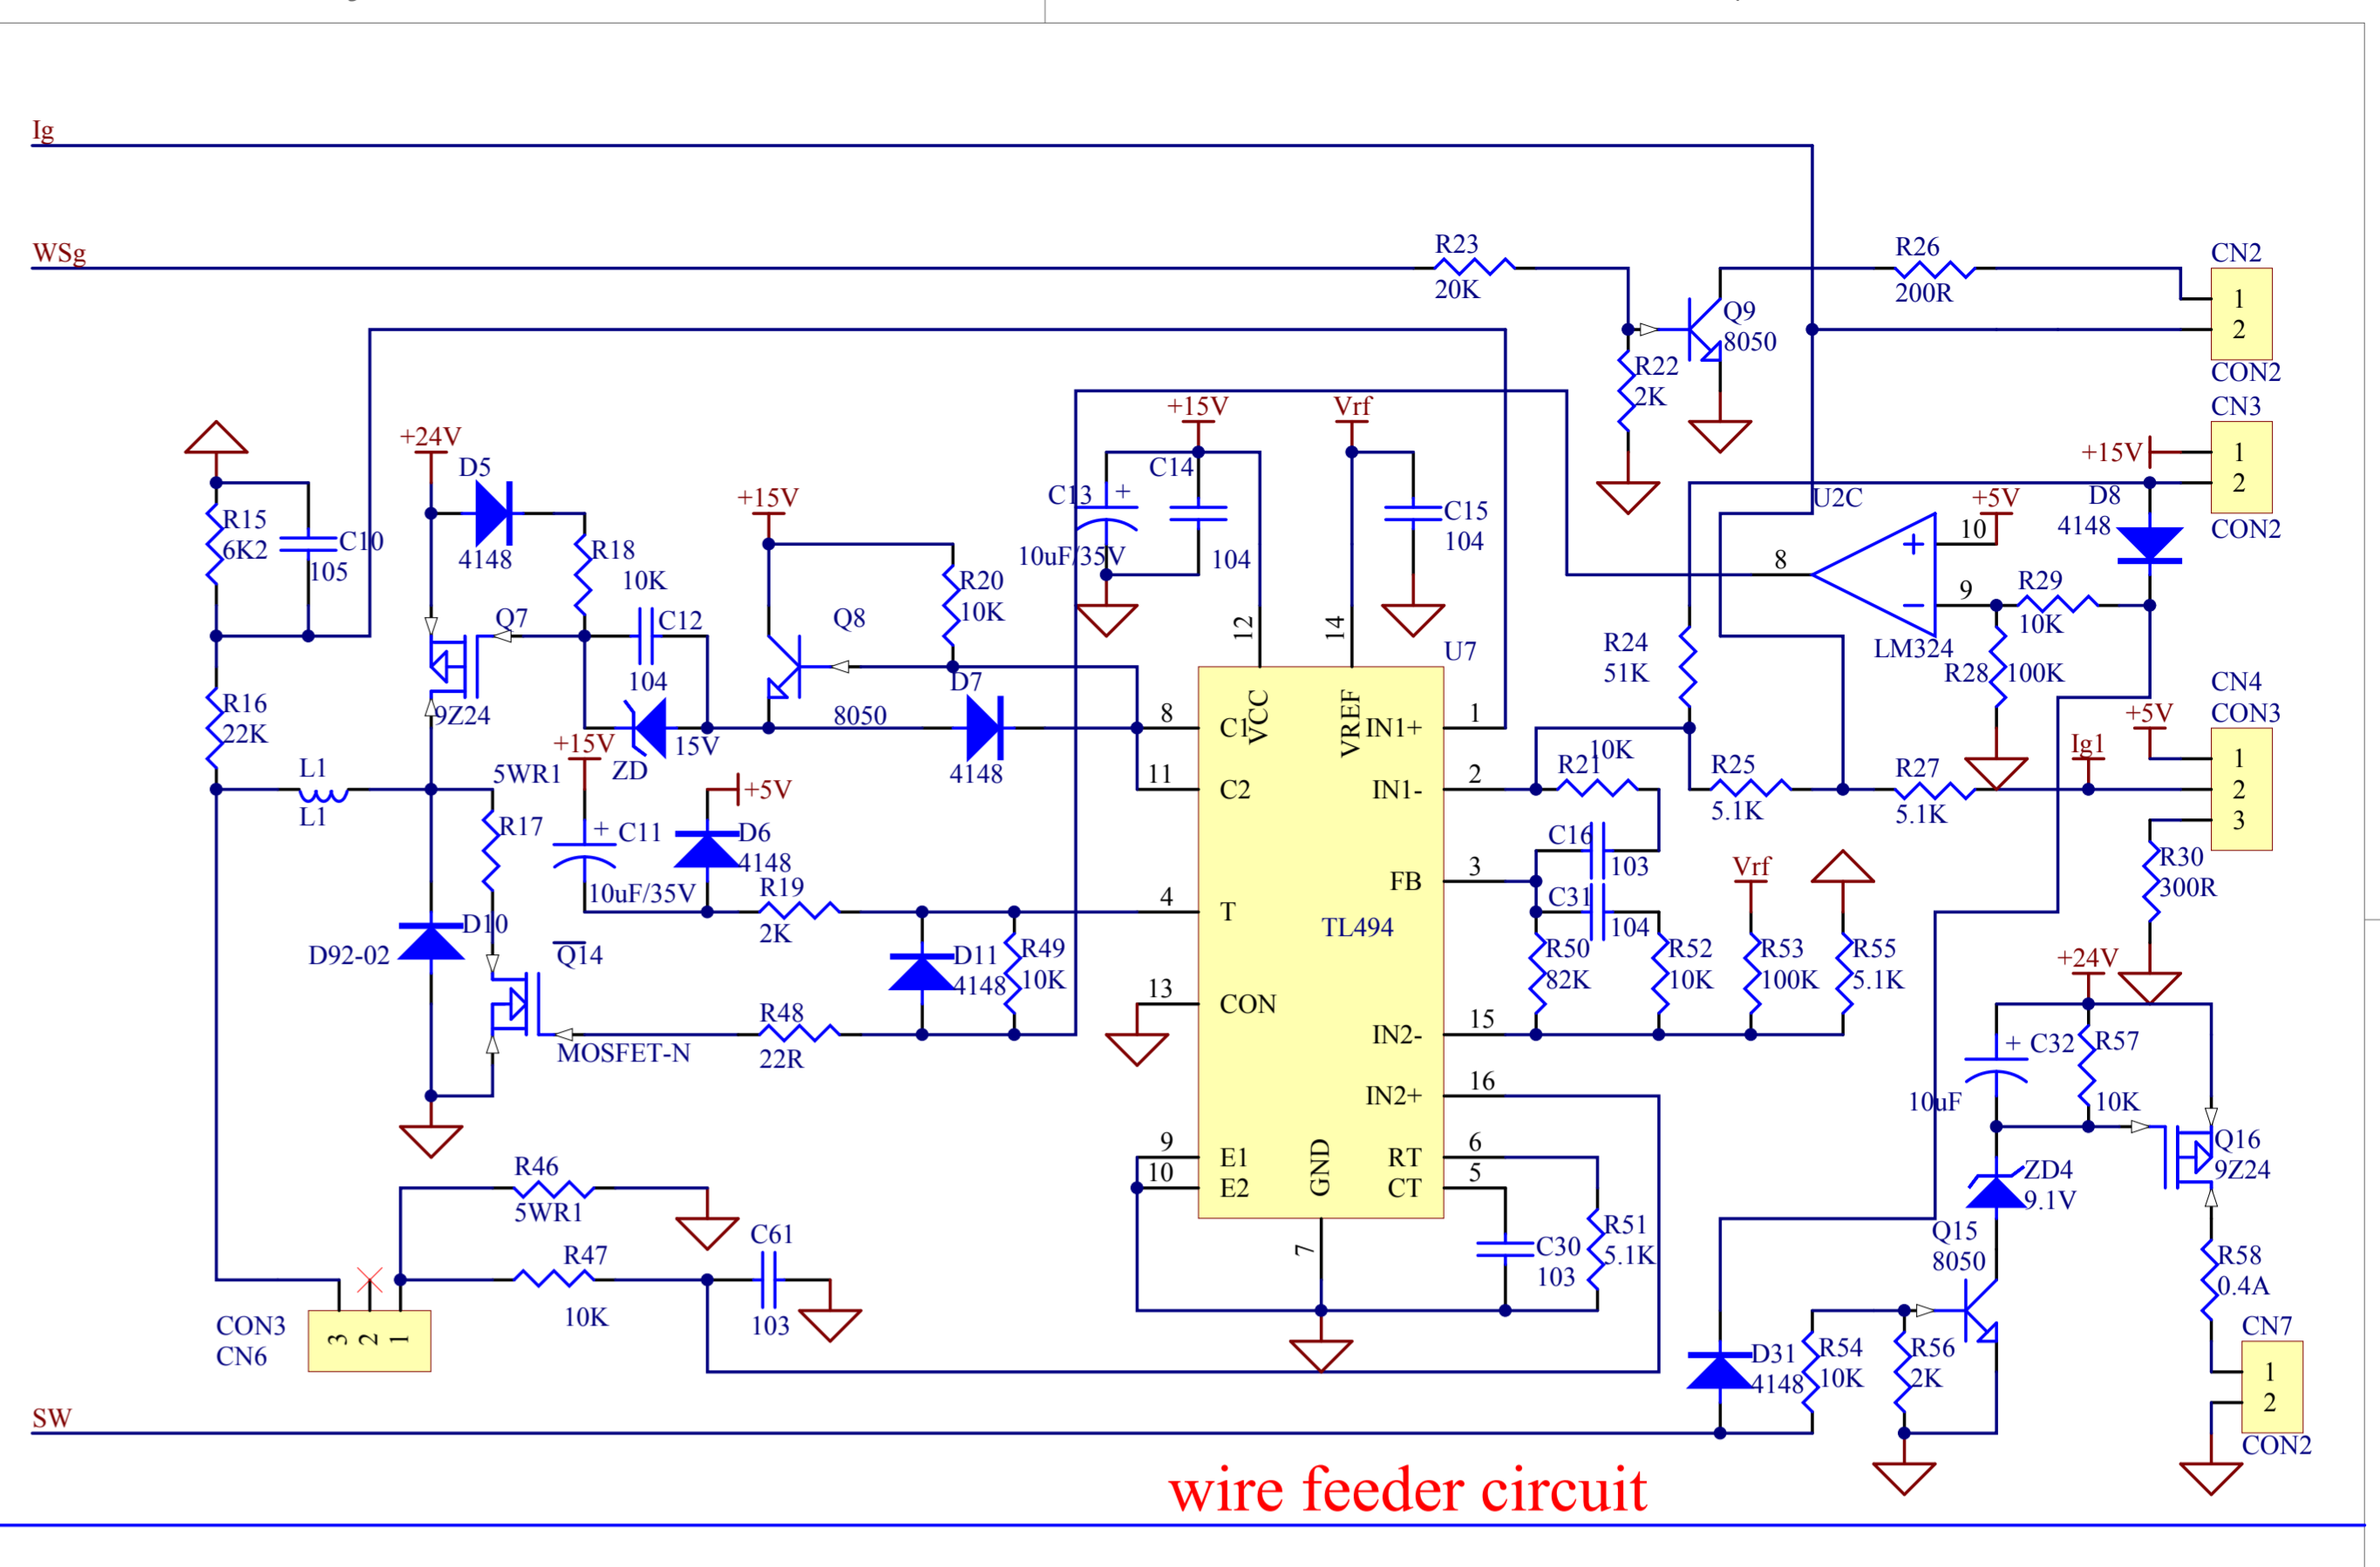 Ig
WSg
R23
20K
R26
200R
CN2
1
2
CON2
Q9
8050
R22
2K
CN3
+15V
1
2
CON2
+24V
D5
4148
+15V
+15V
Vrf
C14
C13
+
10uF/35V
104
C15
104
U2C
+5V
10
D8
4148
8
9
R29
10K
LM324
R28
100K
R15
6K2
C10
105
R18
10K
R20
10K
Q7
C12
104
Q8
8050
9Z24
R16
22K
D7
4148
15V
ZD
12
14
U7
R24
51K
CN4
CON3
+5V
Ig1
1
2
3
8
C1
VCC
VREF
IN1+
1
10K
R21
R25
5.1K
R27
5.1K
11
C2
IN1-
2
L1
L1
5WR1
+15V
R17
+
C11
10uF/35V
+5V
D6
4148
R19
2K
4
T
FB
3
C16
103
C31
104
Vrf
R30
300R
TL494
D10
D92-02
Q14
MOSFET-N
D11
4148
R49
10K
R48
22R
13
CON
IN2-
15
R50
82K
R52
10K
R53
100K
R55
5.1K
+24V
+
C32
10uF
R57
10K
IN2+
16
9
E1
10
E2
GND
7
RT
6
CT
5
Q16
9Z24
ZD4
9.1V
R46
5WR1
R47
10K
C61
103
C30
103
R51
5.1K
Q15
8050
R58
0.4A
CON3
CN6
3
2
1
D31
4148
R54
10K
R56
2K
CN7
1
2
CON2
SW
wire feeder circuit